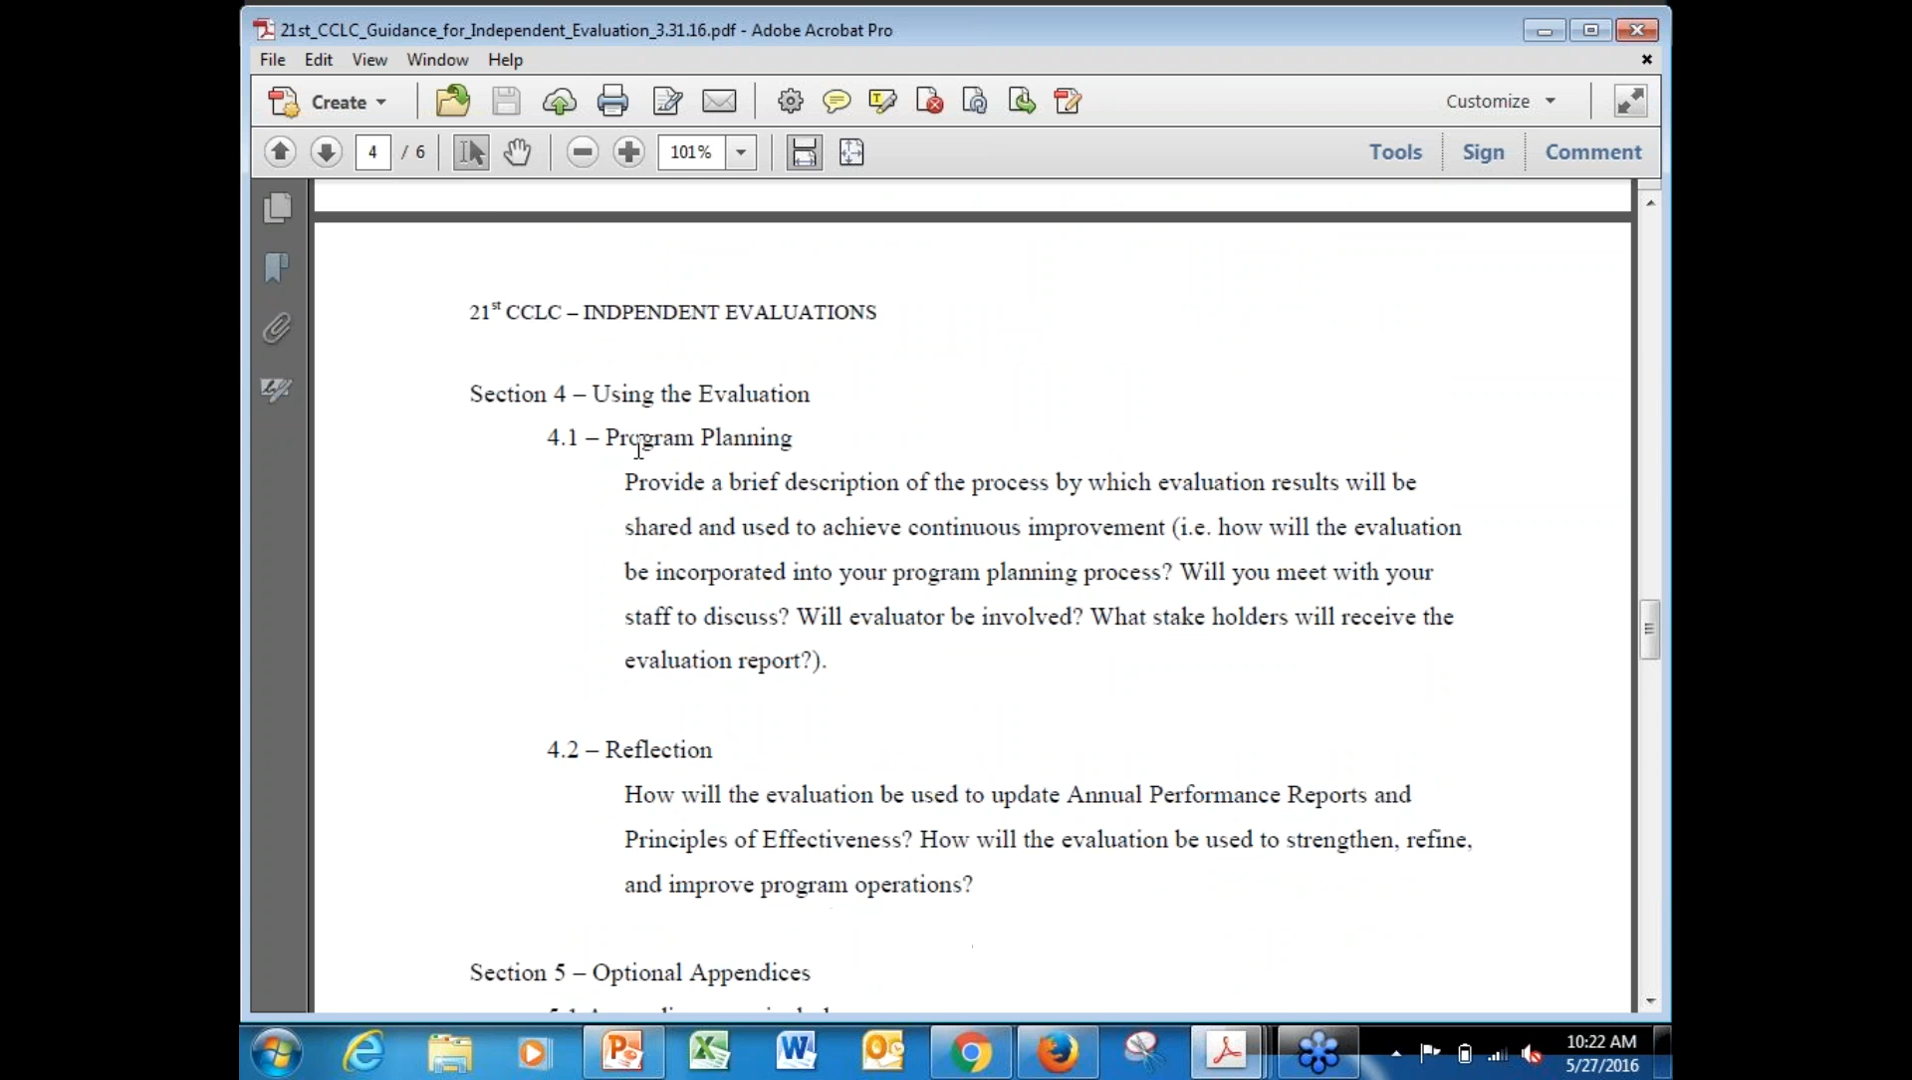 21st_CCLC_Guidance_for_Independent_Evaluation_3.31.16.pdf - Adobe Acrobat Pro
File Edit View Window Help
Create Customize
4 / 6 101% Tools Sign Comment
21st CCLC – INDPENDENT EVALUATIONS
Section 4 – Using the Evaluation
4.1 – Program Planning
Provide a brief description of the process by which evaluation results will be
shared and used to achieve continuous improvement (i.e. how will the evaluation
be incorporated into your program planning process? Will you meet with your
staff to discuss? Will evaluator be involved? What stake holders will receive the
evaluation report?).
4.2 – Reflection
How will the evaluation be used to update Annual Performance Reports and
Principles of Effectiveness? How will the evaluation be used to strengthen, refine,
and improve program operations?
Section 5 – Optional Appendices
10:22 AM
5/27/2016